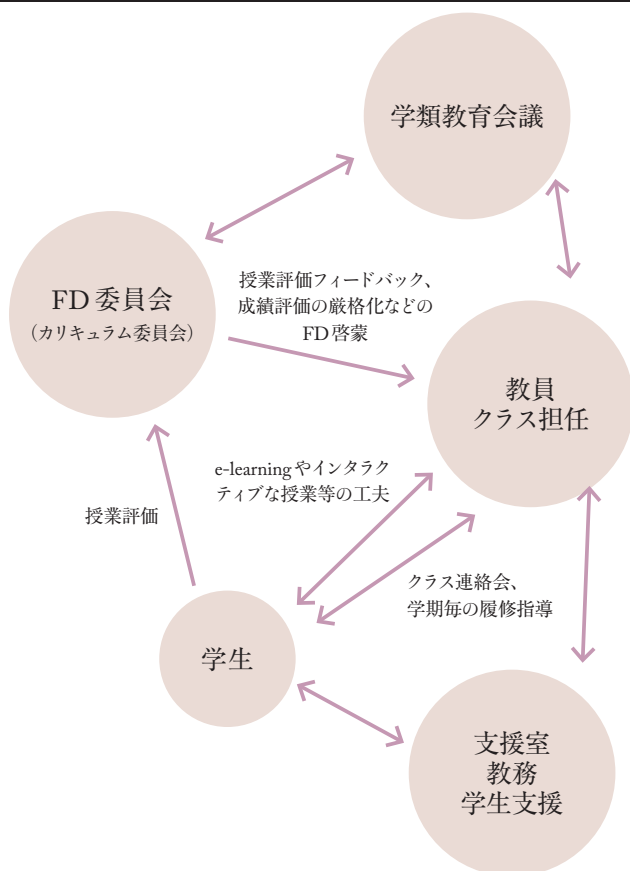 学類教育会議
FD委員会
（カリキュラム委員会）
授業評価フィードバック、
成績評価の厳格化などの
FD啓蒙
教員
クラス担任
e-learningやインタラク
ティブな授業等の工夫
授業評価
クラス連絡会、
学期毎の履修指導
学生
支援室
教務
学生支援